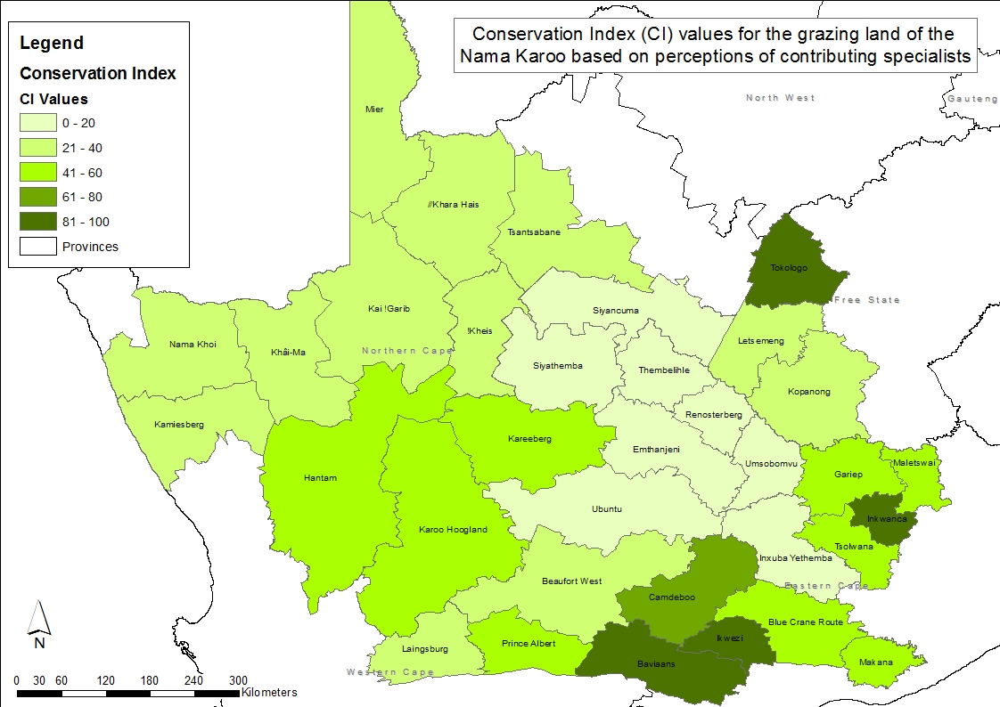 Legend
Conservation Index
CI Values
0 - 20
21 - 40
41 - 60
61 - 80
81 - 100
Provinces
Conservation Index (CI) values for the grazing land of the
Nama Karoo based on perceptions of contributing specialists
North West
Gauteng
Mier
//Khara Hais
Tsantsabane
Tokologo
Free State
Kai !Garib
Siyancuma
!Kheis
Nama Khoi
Khâi-Ma
Northern Cape
Siyathemba
Thembelihle
Letsemeng
Kopanong
Kamiesberg
Renosterberg
Kareeberg
Emthanjeni
Umsobomvu
Maletswai
Gariep
Hantam
Ubuntu
Inkwanca
Karoo Hoogland
Tsolwana
Inxuba Yethemba
Beaufort West
Eastern Cape
Camdeboo
Blue Crane Route
Laingsburg
Prince Albert
Ikwezi
Baviaans
Makana
Western Cape
N
0 30 60 120 180 240 300
Kilometers